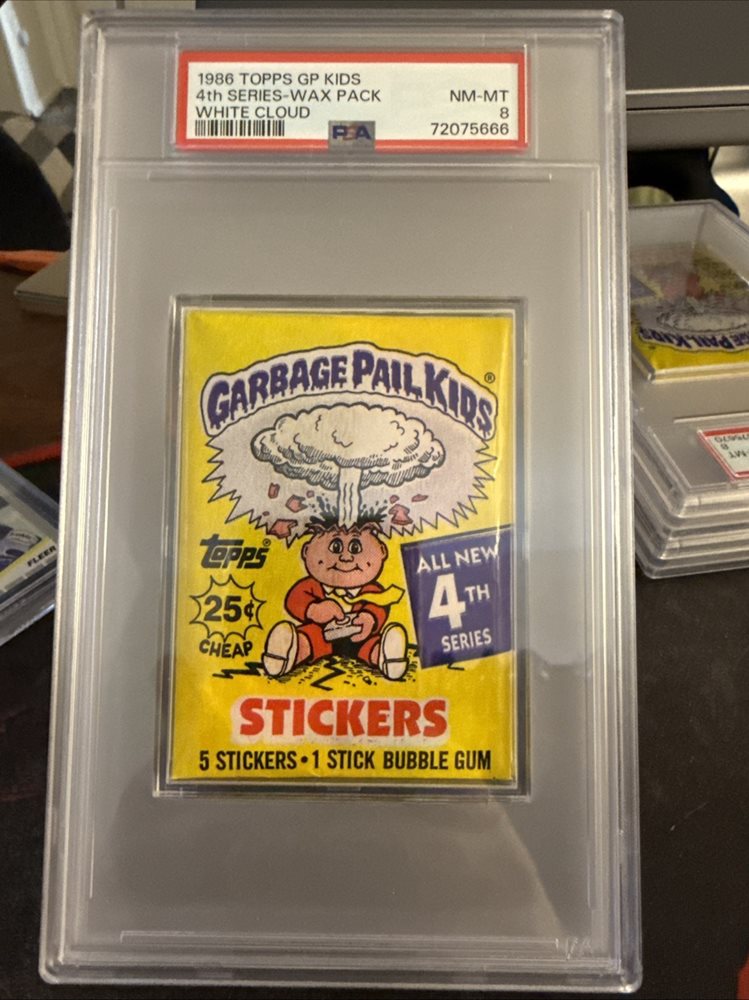 1986 TOPPS GP KIDS
4th SERIES-WAX PACK NM-MT
WHITE CLOUD 8
PSA 72075666
GARBAGE PAIL KIDS®
TOPPS®
25¢
CHEAP
ALL NEW
4TH
SERIES
STICKERS
5 STICKERS • 1 STICK BUBBLE GUM
FLEER